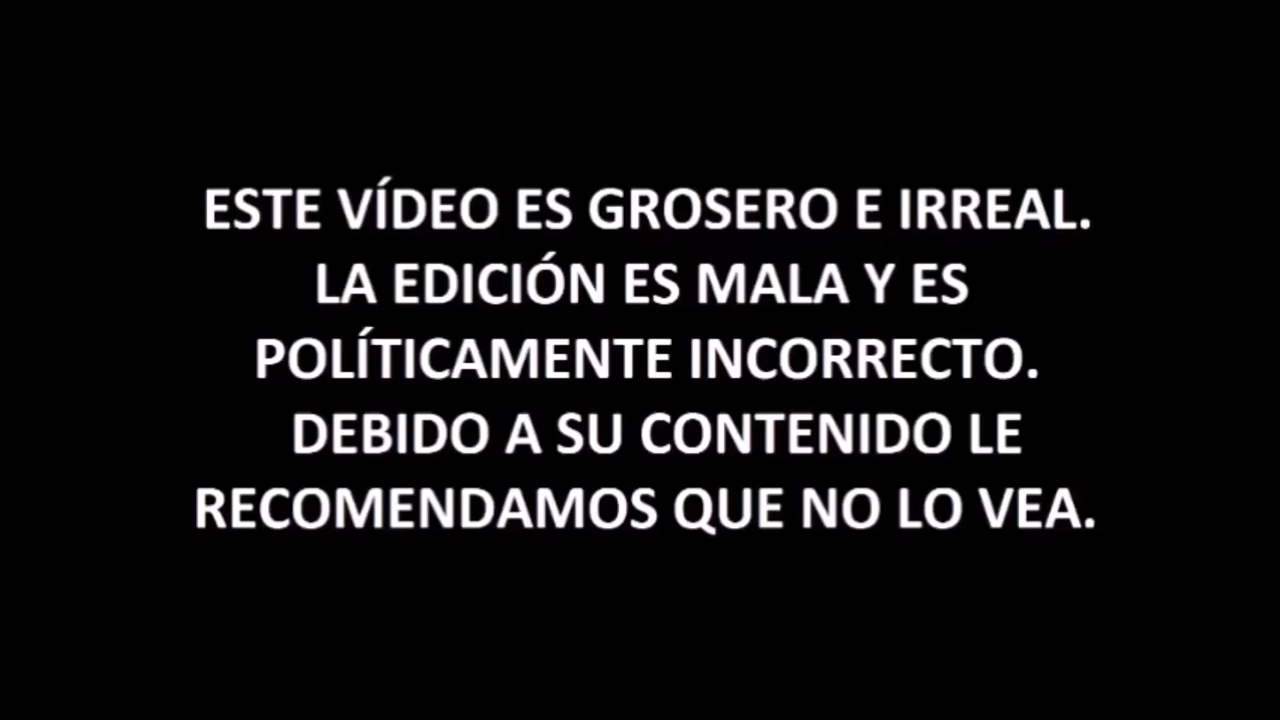 ESTE VÍDEO ES GROSERO E IRREAL.
LA EDICIÓN ES MALA Y ES
POLÍTICAMENTE INCORRECTO.
DEBIDO A SU CONTENIDO LE
RECOMENDAMOS QUE NO LO VEA.